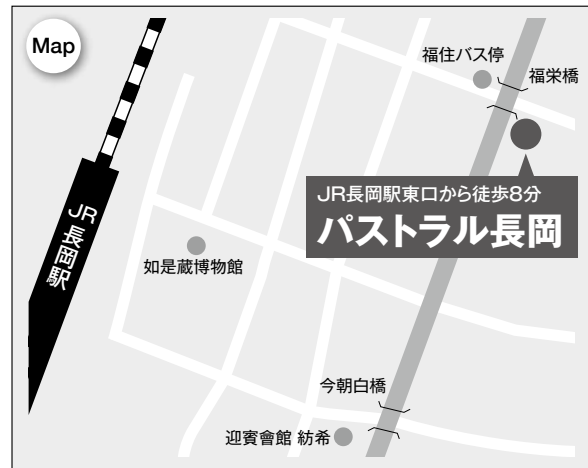 Map
福住バス停
福栄橋
JR長岡駅東口から徒歩8分
パストラル長岡
JR長岡駅
如是蔵博物館
今朝白橋
迎賓會館 紡希